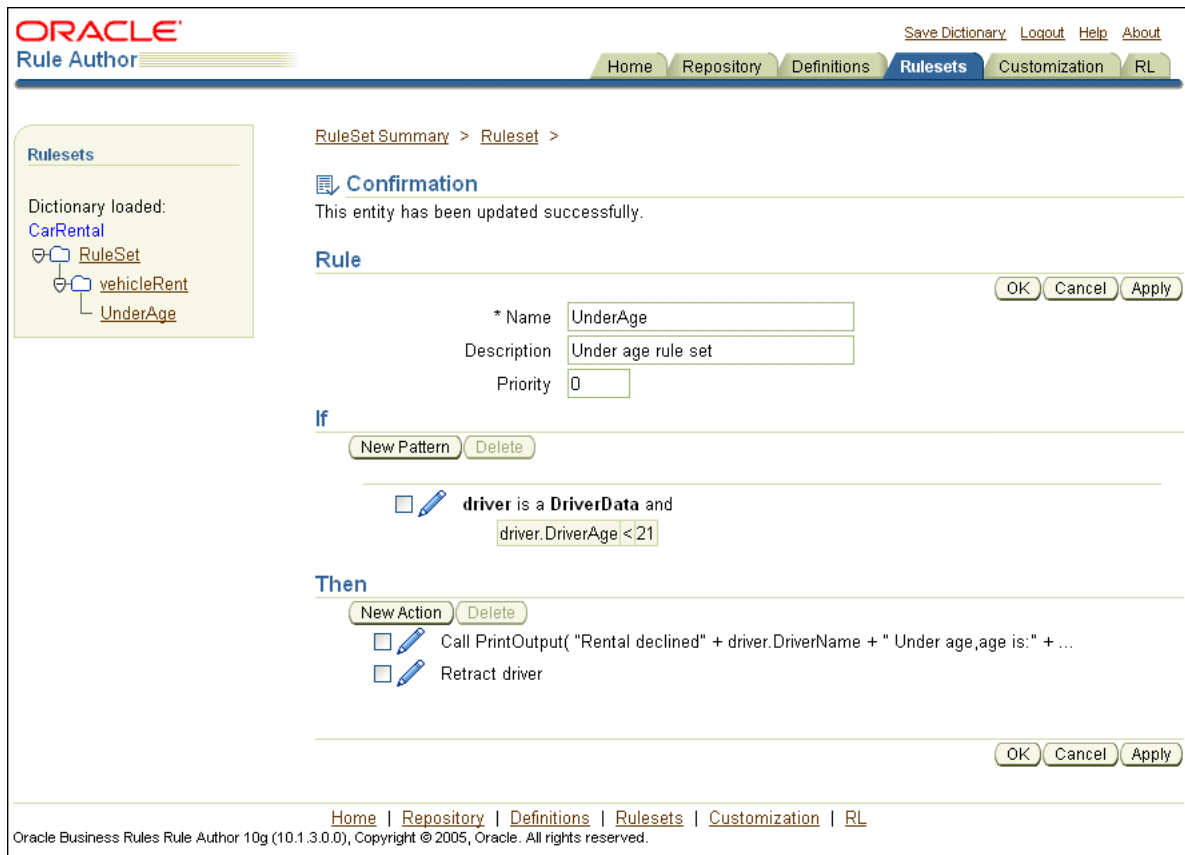 ORACLE
Rule Author
Save Dictionary Logout Help About
Home Repository Definitions Rulesets Customization RL
Rulesets
Dictionary loaded:
CarRental
RuleSet
vehicleRent
UnderAge
RuleSet Summary > Ruleset >
Confirmation
This entity has been updated successfully.
Rule
OK Cancel Apply
* Name UnderAge
Description Under age rule set
Priority 0
If
New Pattern Delete
driver is a DriverData and
driver.DriverAge < 21
Then
New Action Delete
Call PrintOutput( "Rental declined" + driver.DriverName + " Under age,age is:" + ...
Retract driver
OK Cancel Apply
Home | Repository | Definitions | Rulesets | Customization | RL
Oracle Business Rules Rule Author 10g (10.1.3.0.0), Copyright © 2005, Oracle. All rights reserved.